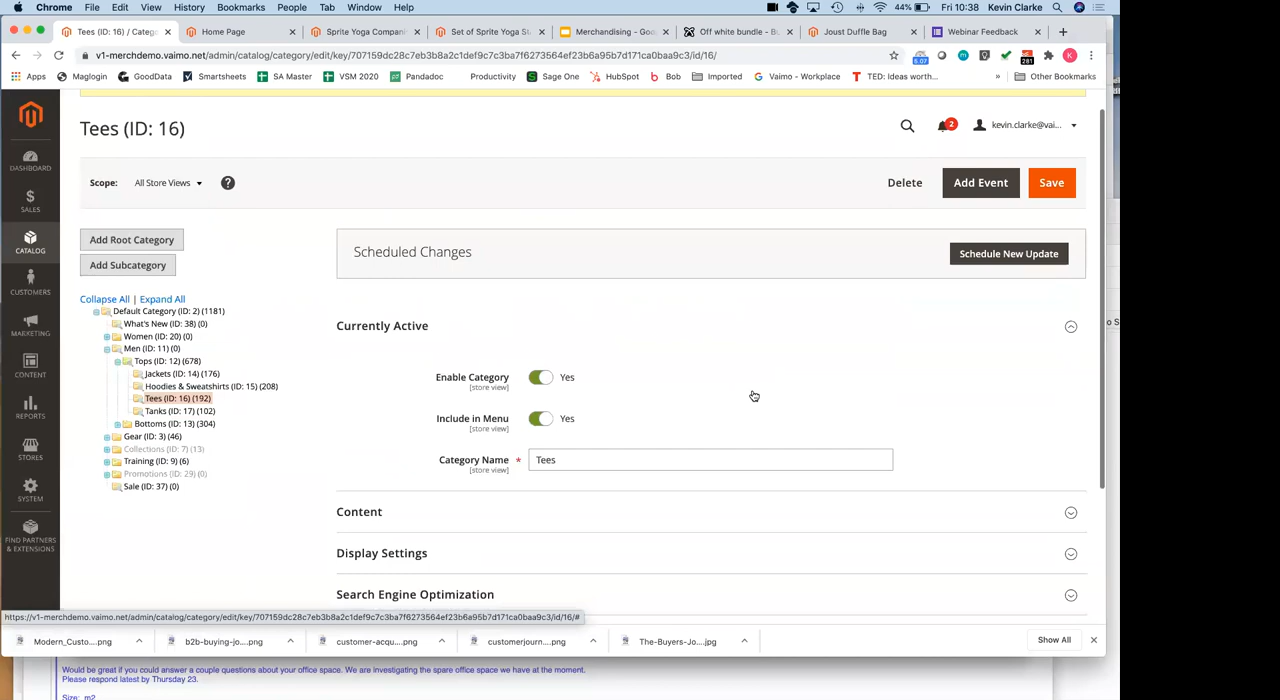 Chrome File Edit View History Bookmarks People Tab Window Help 44% Fri 10:38 Kevin Clarke
Tees (ID: 16) / Catego
Home Page
Sprite Yoga Compani
Set of Sprite Yoga St
Merchandising - Goo
Off white bundle - Bu
Joust Duffle Bag
Webinar Feedback
v1-merchdemo.vaimo.net/admin/catalog/category/edit/key/707159dc28c7eb3b8a2c1def9c7c3ba7f6273564ef23b6a95b7d171ca0baa9c3/id/16/
Apps Maglogin GoodData Smartsheets SA Master VSM 2020 Pandadoc Productivity Sage One HubSpot Bob Imported Vaimo - Workplace TED: Ideas worth... » Other Bookmarks
5.07
281
K
Tees (ID: 16)
2
kevin.clarke@vai...
Scope: All Store Views ?
Delete
Add Event
Save
DASHBOARD
SALES
CATALOG
CUSTOMERS
MARKETING
CONTENT
REPORTS
STORES
SYSTEM
FIND PARTNERS
& EXTENSIONS
Add Root Category
Add Subcategory
Collapse All | Expand All
Default Category (ID: 2) (1181)
What's New (ID: 38) (0)
Women (ID: 20) (0)
Men (ID: 11) (0)
Tops (ID: 12) (678)
Jackets (ID: 14) (176)
Hoodies & Sweatshirts (ID: 15) (208)
Tees (ID: 16) (192)
Tanks (ID: 17) (102)
Bottoms (ID: 13) (304)
Gear (ID: 3) (46)
Collections (ID: 7) (13)
Training (ID: 9) (6)
Promotions (ID: 29) (0)
Sale (ID: 37) (0)
Scheduled Changes
Schedule New Update
Currently Active
Enable Category
[store view]
Yes
Include in Menu
[store view]
Yes
Category Name *
[store view]
Tees
Content
Display Settings
Search Engine Optimization
https://v1-merchdemo.vaimo.net/admin/catalog/category/edit/key/707159dc28c7eb3b8a2c1def9c7c3ba7f6273564ef23b6a95b7d171ca0baa9c3/id/16/#
Modern_Custo....png
b2b-buying-jo....png
customer-acqu....png
customerjourn....png
The-Buyers-Jo....jpg
Show All
Would be great if you could answer a couple questions about your office space. We are investigating the spare office space we have at the moment.
Please respond latest by Thursday 23.
Size: m2